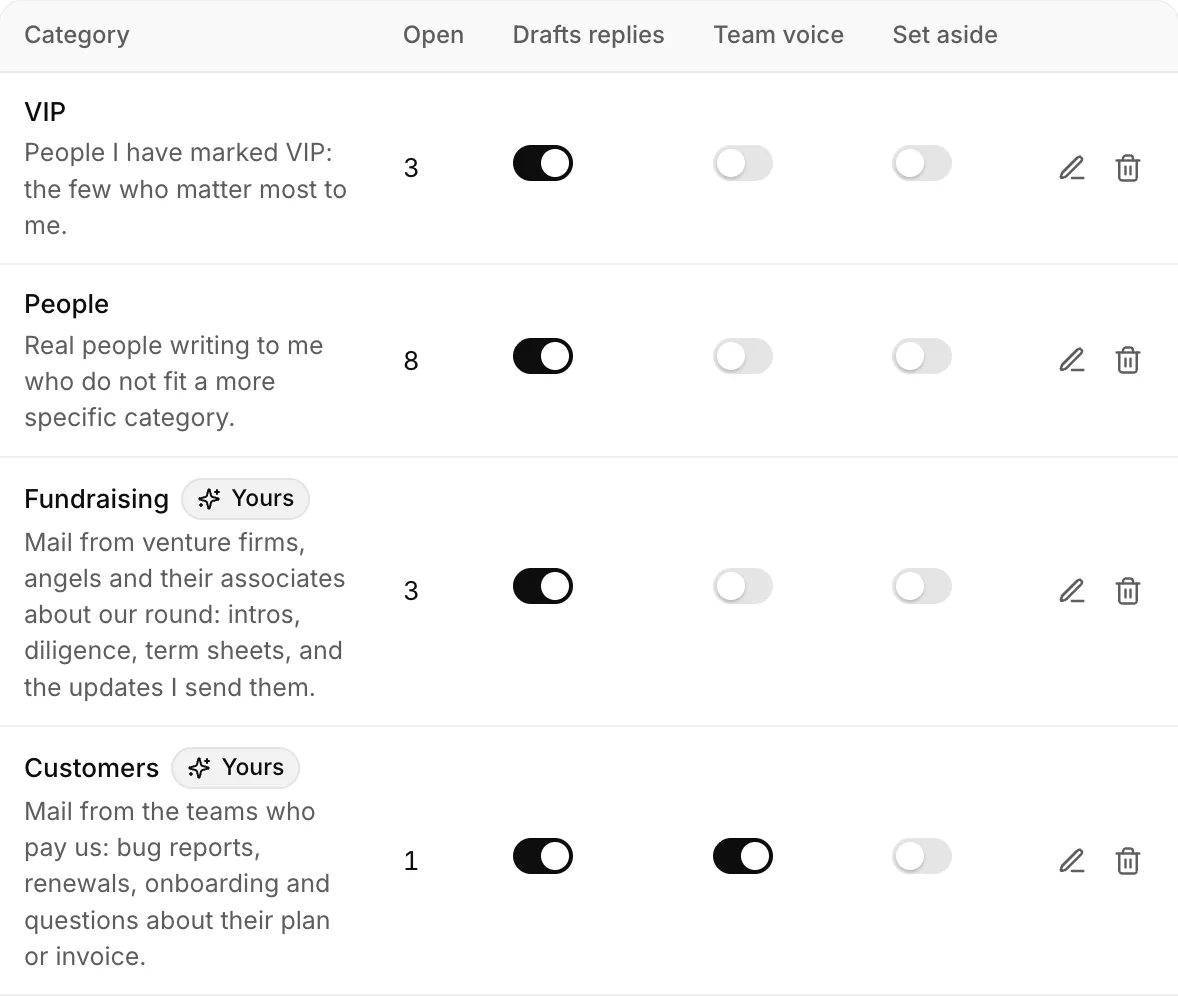 Category Open Drafts replies Team voice Set aside
VIP
People I have marked VIP:
the few who matter most to
me.
3
People
Real people writing to me
who do not fit a more
specific category.
8
Fundraising Yours
Mail from venture firms,
angels and their associates
about our round: intros,
diligence, term sheets, and
the updates I send them.
3
Customers Yours
Mail from the teams who
pay us: bug reports,
renewals, onboarding and
questions about their plan
or invoice.
1